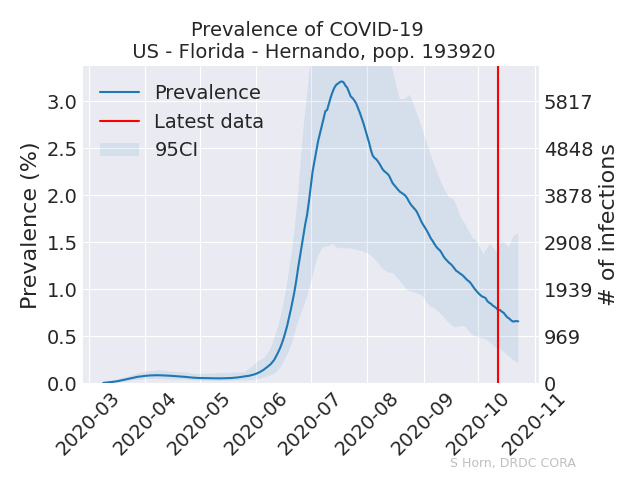 Prevalence of COVID-19
US - Florida - Hernando, pop. 193920
Prevalence
Latest data
95CI
Prevalence (%)
3.0
2.5
2.0
1.5
1.0
0.5
0.0
5817
4848
3878
2908
1939
969
0
# of infections
2020-03
2020-04
2020-05
2020-06
2020-07
2020-08
2020-09
2020-10
2020-11
S Horn, DRDC CORA